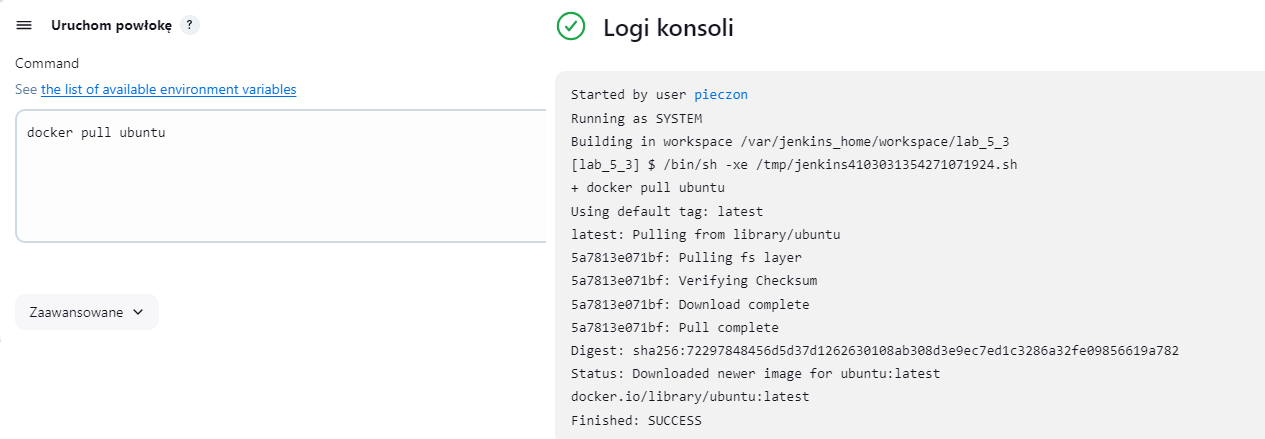 Uruchom powłokę ?
Command
See the list of available environment variables
docker pull ubuntu
Zaawansowane
Logi konsoli
Started by user pieczon
Running as SYSTEM
Building in workspace /var/jenkins_home/workspace/lab_5_3
[lab_5_3] $ /bin/sh -xe /tmp/jenkins4103031354271071924.sh
+ docker pull ubuntu
Using default tag: latest
latest: Pulling from library/ubuntu
5a7813e071bf: Pulling fs layer
5a7813e071bf: Verifying Checksum
5a7813e071bf: Download complete
5a7813e071bf: Pull complete
Digest: sha256:72297848456d5d37d1262630108ab308d3e9ec7ed1c3286a32fe09856619a782
Status: Downloaded newer image for ubuntu:latest
docker.io/library/ubuntu:latest
Finished: SUCCESS